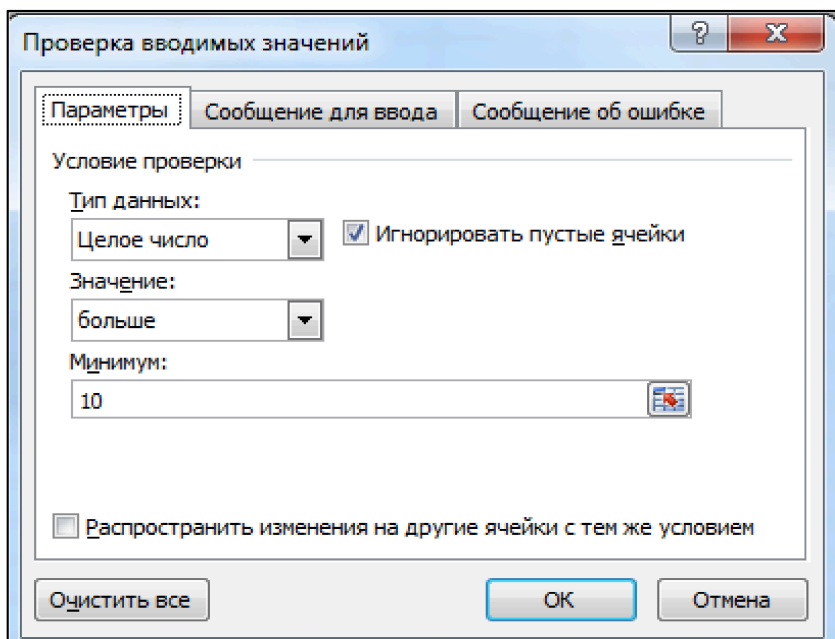 Проверка вводимых значений
?
Параметры
Сообщение для ввода
Сообщение об ошибке
Условие проверки
Тип данных:
Целое число
Игнорировать пустые ячейки
Значение:
больше
Минимум:
10
Распространить изменения на другие ячейки с тем же условием
Очистить все
ОК
Отмена